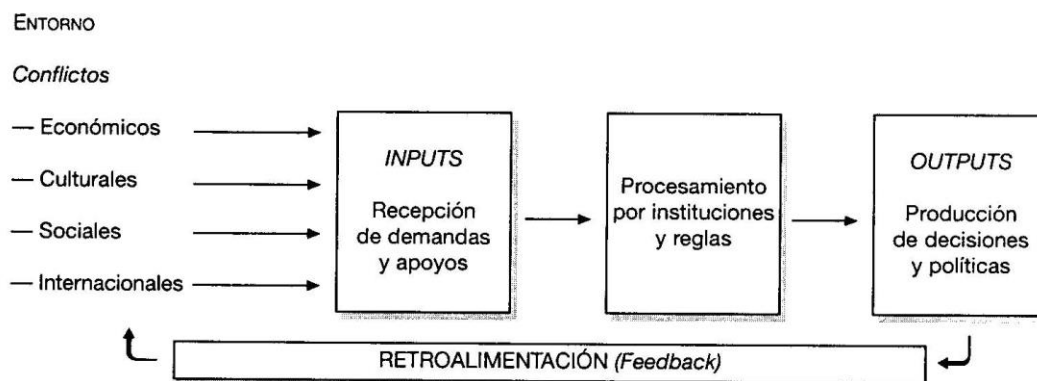 ENTORNO
Conflictos
— Económicos
— Culturales
— Sociales
— Internacionales
INPUTS
Recepción
de demandas
y apoyos
Procesamiento
por instituciones
y reglas
OUTPUTS
Producción
de decisiones
y políticas
RETROALIMENTACIÓN (Feedback)